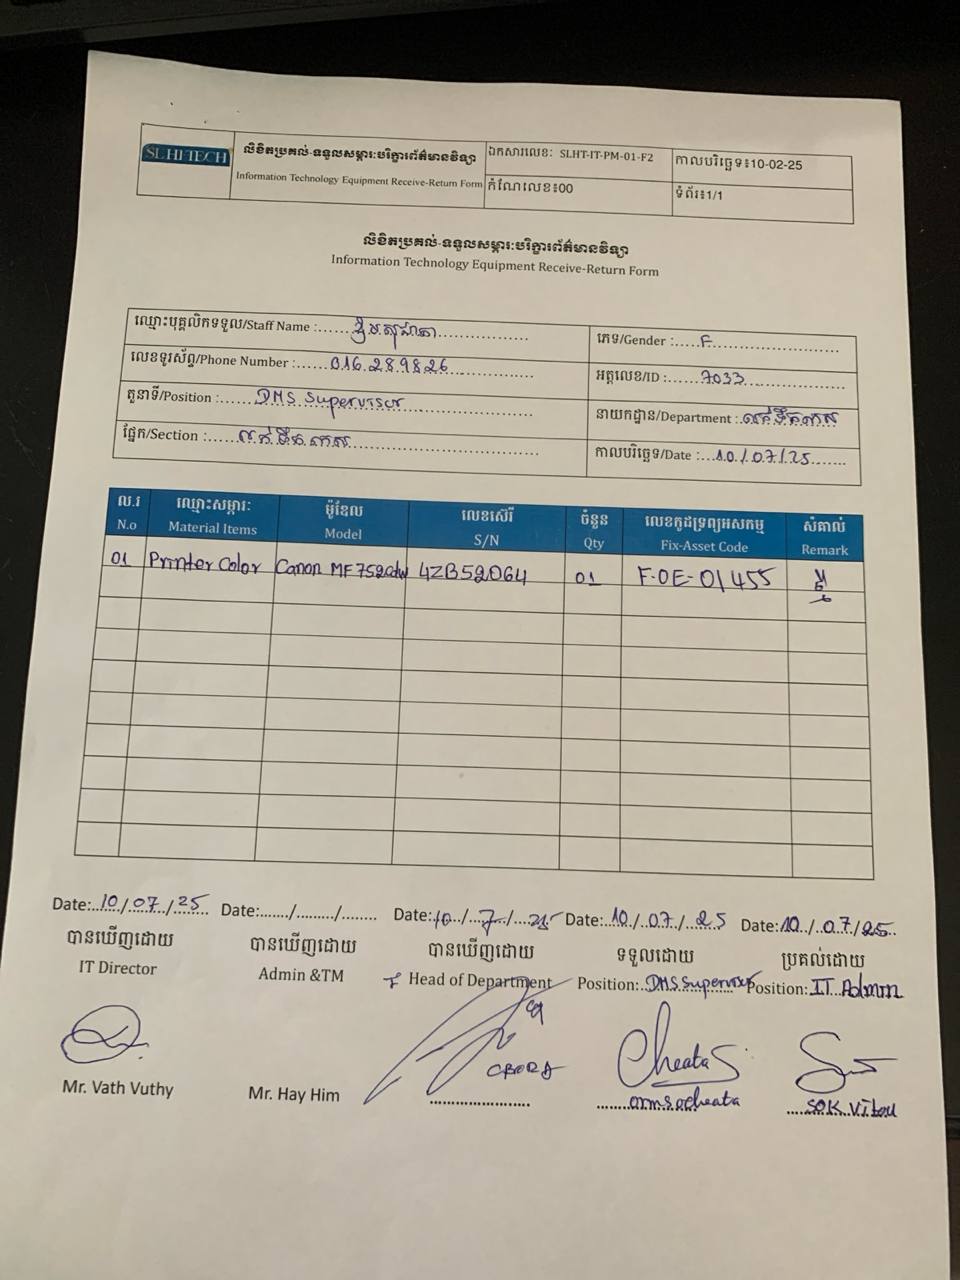 SL HI-TECH
លិខិតប្រគល់-ទទួលសម្ភារៈបរិក្ខារព័ត៌មានវិទ្យា
Information Technology Equipment Receive-Return Form
ឯកសារលេខៈ SLHT-IT-PM-01-F2
កាលបរិច្ឆេទ៖10-02-25
កំណែលេខ៖00
ទំព័រ៖1/1
លិខិតប្រគល់-ទទួលសម្ភារៈបរិក្ខារព័ត៌មានវិទ្យា
Information Technology Equipment Receive-Return Form
ឈ្មោះបុគ្គលិកទទួល/Staff Name :
ភេទ/Gender : F
លេខទូរស័ព្ទ/Phone Number : 016.289826
អត្តលេខ/ID : 7033
តួនាទី/Position : DMS Supervisor
នាយកដ្ឋាន/Department :
ផ្នែក/Section :
កាលបរិច្ឆេទ/Date : 10/07/25
ល.រ ឈ្មោះសម្ភារៈ ម៉ូឌែល លេខស៊េរី ចំនួន លេខកូដទ្រព្យអសកម្ម សំគាល់
N.o Material Items Model S/N Qty Fix-Asset Code Remark
01 Printer Color Canon MF752cdw 4ZB52064 01 F-OE-01455
Date: 10/07/25 Date:....../........./........ Date: 10/7/25 Date: 10/07/25 Date: 10/07/25
បានឃើញដោយ បានឃើញដោយ បានឃើញដោយ ទទួលដោយ ប្រគល់ដោយ
IT Director Admin &TM Head of Department Position: DMS Supervisor Position: IT Admin
Cheata
Mr. Vath Vuthy Mr. Hay Him SOK Vitou